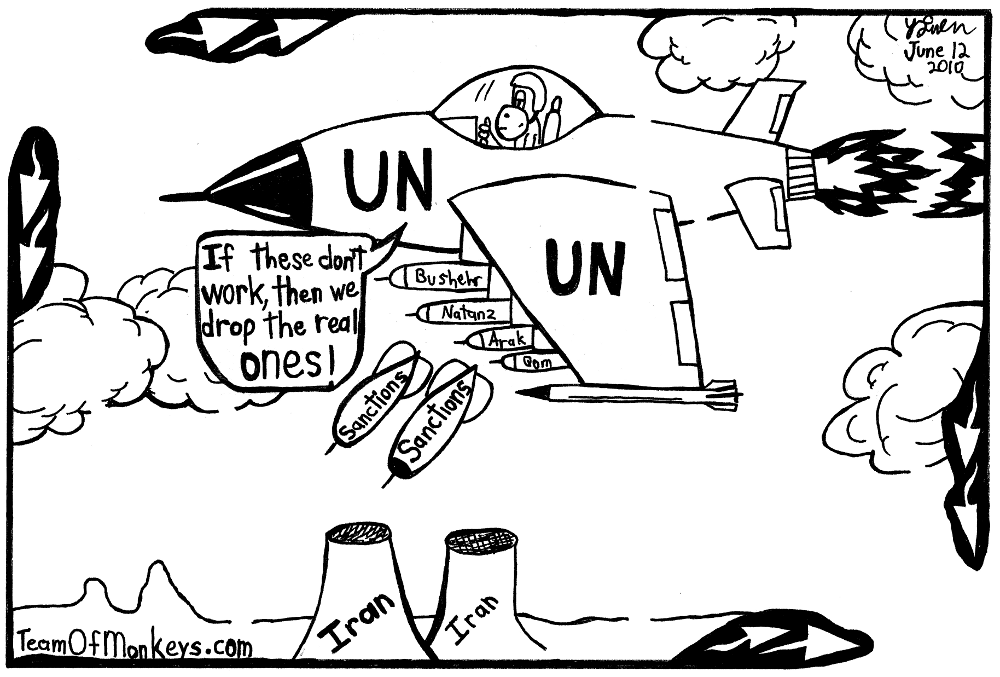 YBWen
June 12
2010
UN
UN
If these don't
work, then we
drop the real
ones!
Bushehr
Natanz
Arak
Qom
Sanctions
Sanctions
Iran
Iran
TeamOfMonkeys.com